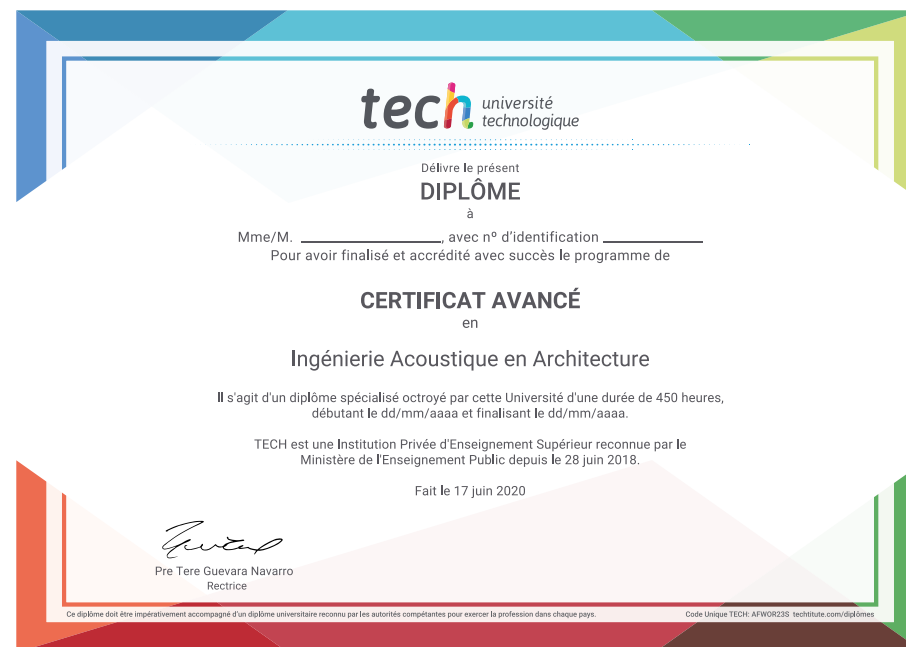 tech université
technologique
Délivre le présent
DIPLÔME
à
Mme/M. ____________________, avec nº d'identification ______________
Pour avoir finalisé et accrédité avec succès le programme de
CERTIFICAT AVANCÉ
en
Ingénierie Acoustique en Architecture
Il s'agit d'un diplôme spécialisé octroyé par cette Université d'une durée de 450 heures,
débutant le dd/mm/aaaa et finalisant le dd/mm/aaaa.
TECH est une Institution Privée d'Enseignement Supérieur reconnue par le
Ministère de l'Enseignement Public depuis le 28 juin 2018.
Fait le 17 juin 2020
Pre Tere Guevara Navarro
Rectrice
Ce diplôme doit être impérativement accompagné d'un diplôme universitaire reconnu par les autorités compétantes pour exercer la profession dans chaque pays.
Code Unique TECH: AFWOR23S techtitute.com/diplômes